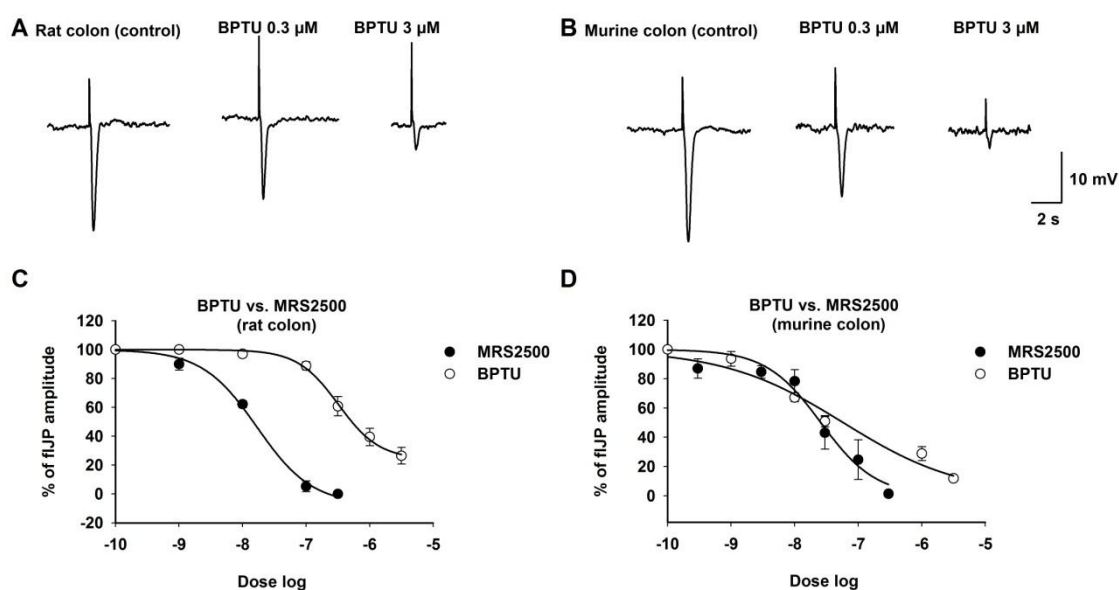 A Rat colon (control) BPTU 0.3 µM BPTU 3 µM
B Murine colon (control) BPTU 0.3 µM BPTU 3 µM
10 mV
2 s
C
BPTU vs. MRS2500
(rat colon)
% of fIJP amplitude
120
100
80
60
40
20
0
-20
-10 -9 -8 -7 -6 -5
Dose log
MRS2500
BPTU
D
BPTU vs. MRS2500
(murine colon)
% of fIJP amplitude
120
100
80
60
40
20
0
-10 -9 -8 -7 -6 -5
Dose log
MRS2500
BPTU